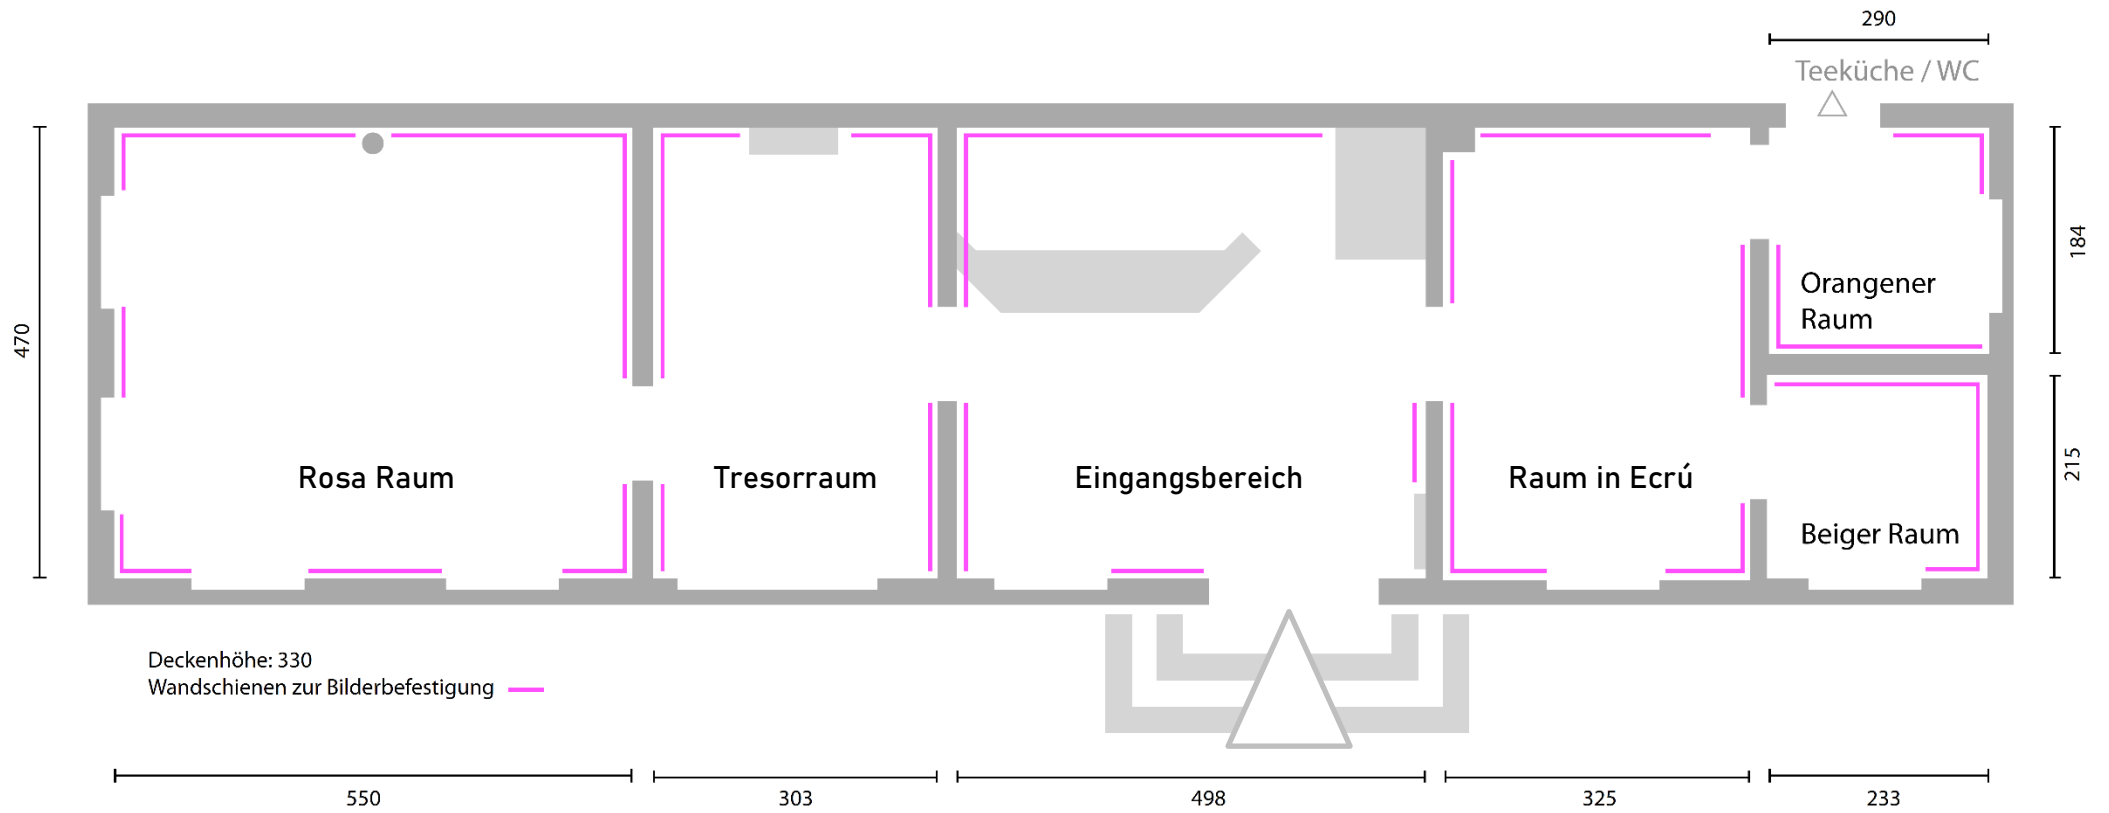 290
Teeküche / WC
470
184
Orangener
Raum
215
Rosa Raum
Tresorraum
Eingangsbereich
Raum in Ecrú
Beiger Raum
Deckenhöhe: 330
Wandschienen zur Bilderbefestigung
550
303
498
325
233